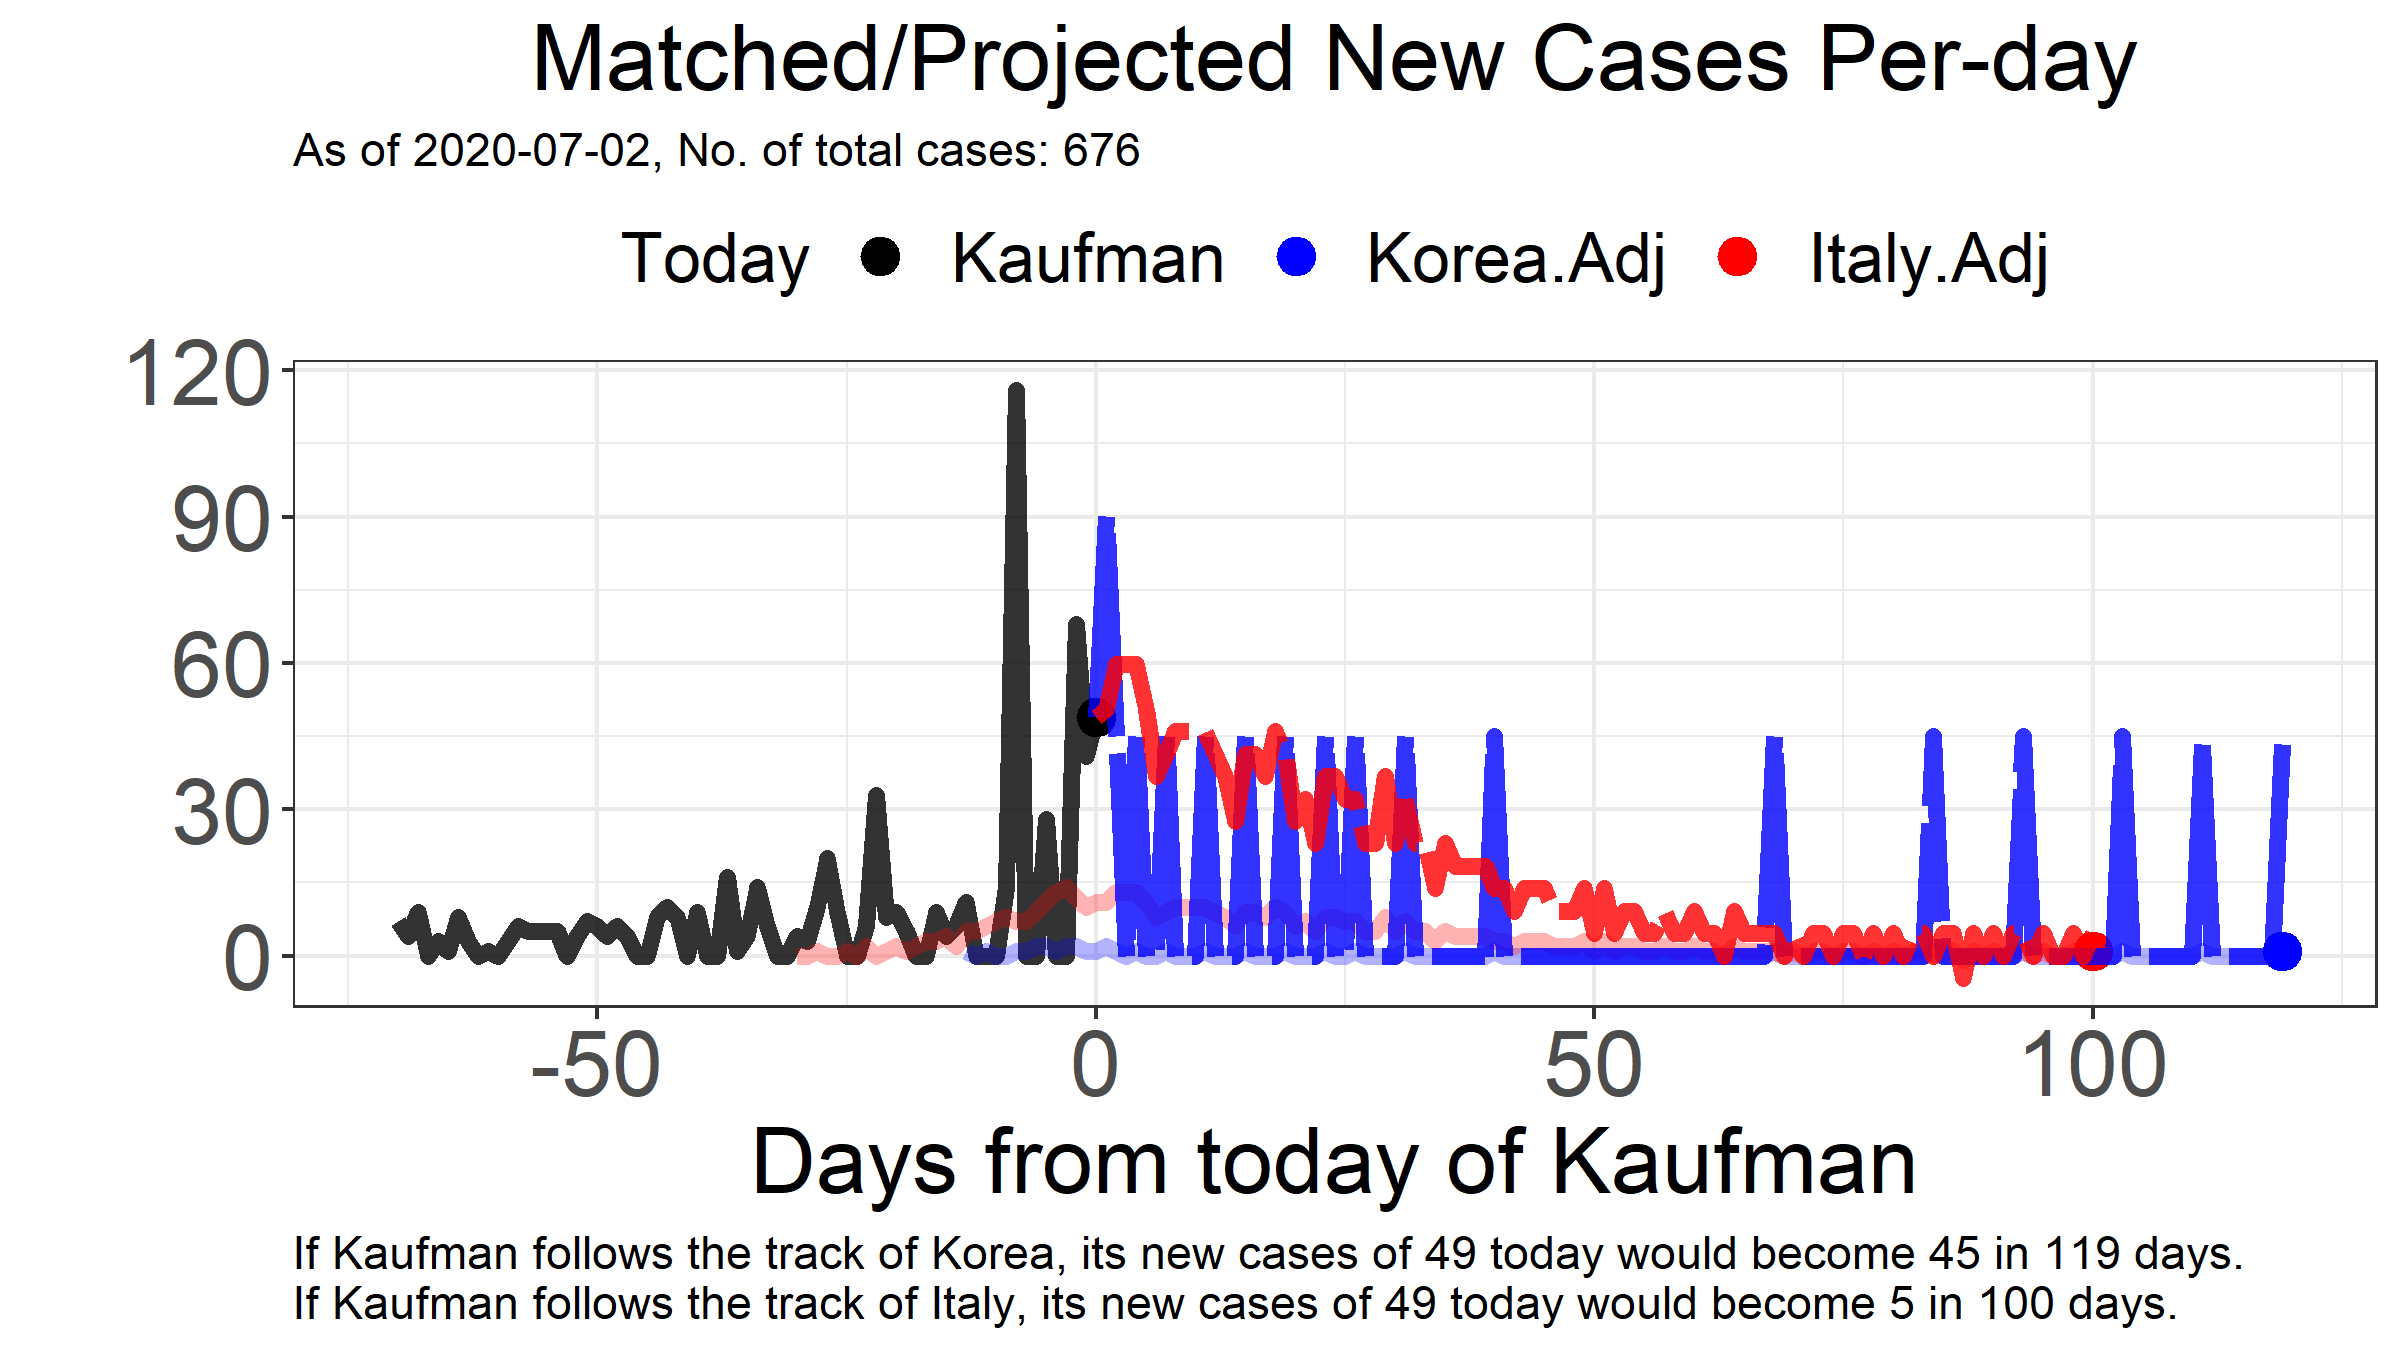 Matched/Projected New Cases Per-day
As of 2020-07-02, No. of total cases: 676
Today Kaufman Korea.Adj Italy.Adj
120
90
60
30
0
-50 0 50 100
Days from today of Kaufman
If Kaufman follows the track of Korea, its new cases of 49 today would become 45 in 119 days.
If Kaufman follows the track of Italy, its new cases of 49 today would become 5 in 100 days.